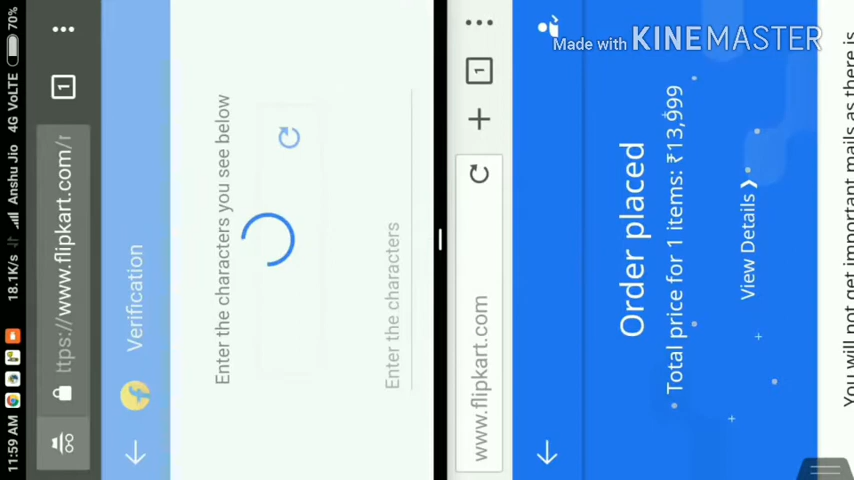 Made with KINEMASTER
11:59 AM
18.1K/s
Anshu Jio
4G VoLTE
70%
ttps://www.flipkart.com/r
1
Verification
Enter the characters you see below
Enter the characters
www.flipkart.com
1
Order placed
Total price for 1 items: ₹13,999
View Details
You will not get important mails as there is